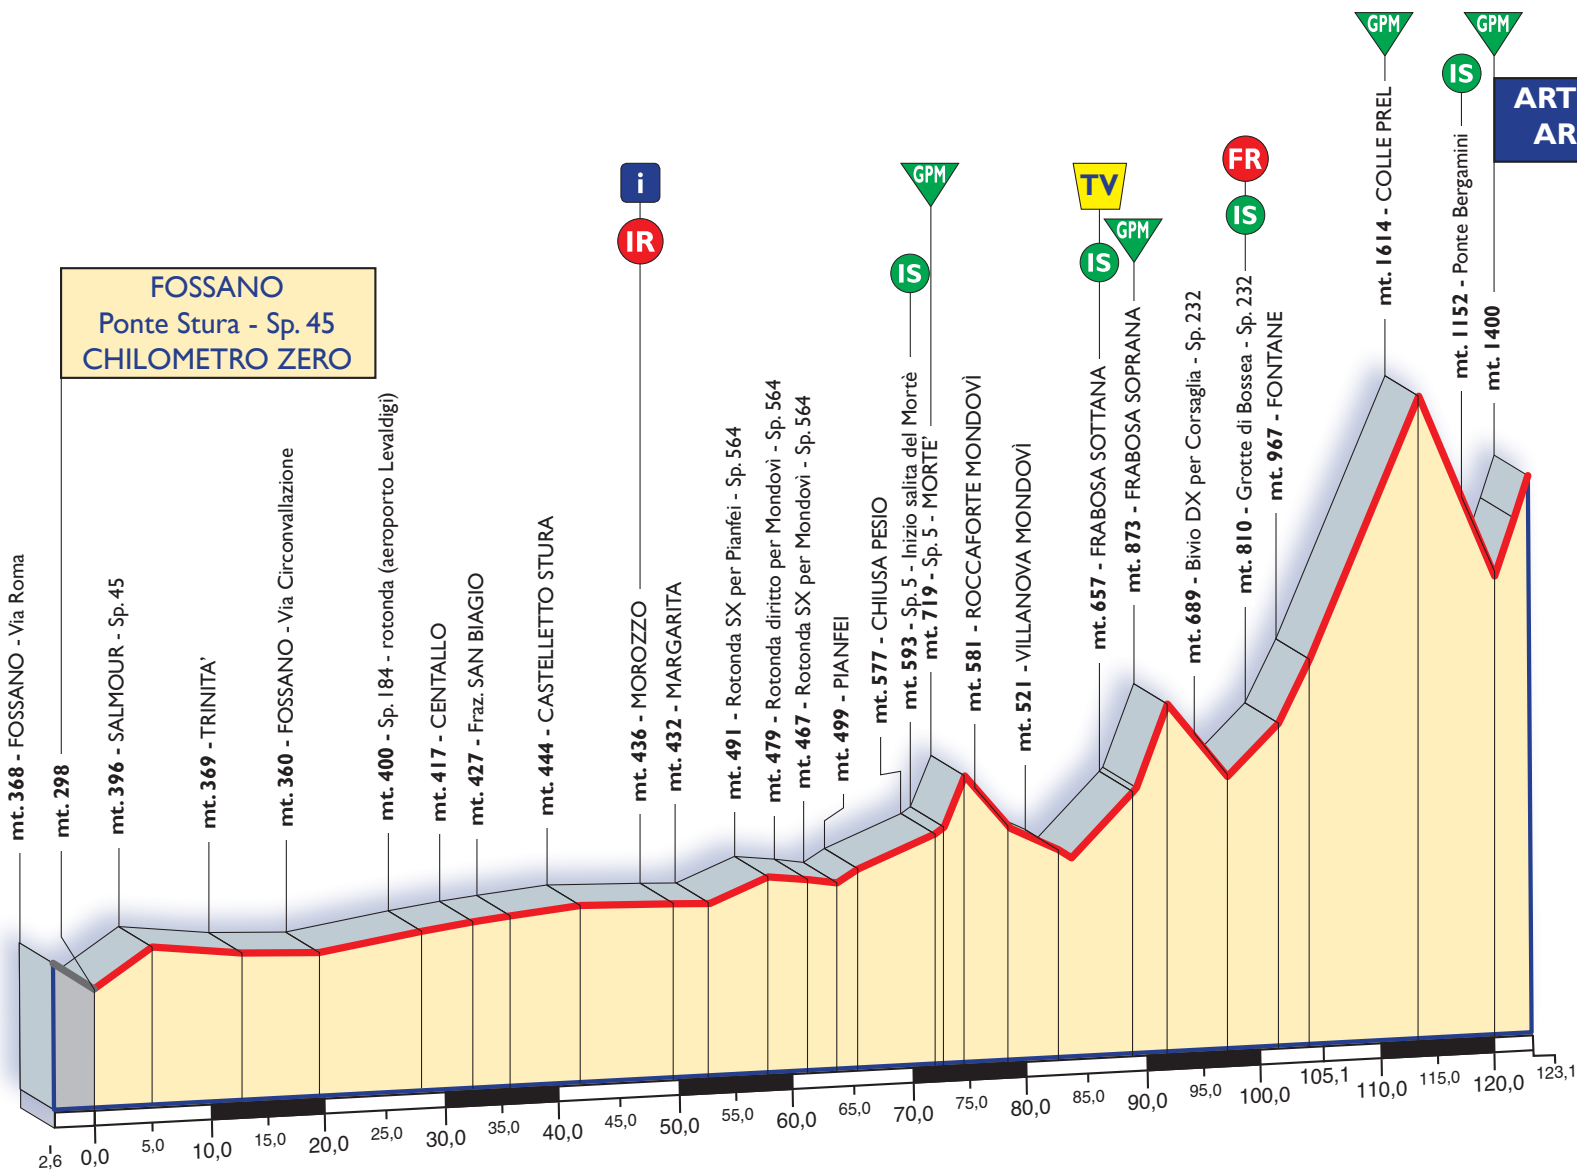 GPM
GPM
IS
ART
AR
i
IR
GPM
IS
TV
IS
GPM
FR
IS
FOSSANO
Ponte Stura - Sp. 45
CHILOMETRO ZERO
mt. 368 - FOSSANO - Via Roma
mt. 298
mt. 396 - SALMOUR - Sp. 45
mt. 369 - TRINITA'
mt. 360 - FOSSANO - Via Circonvallazione
mt. 400 - Sp. 184 - rotonda (aeroporto Levaldigi)
mt. 417 - CENTALLO
mt. 427 - Fraz. SAN BIAGIO
mt. 444 - CASTELLETTO STURA
mt. 436 - MOROZZO
mt. 432 - MARGARITA
mt. 491 - Rotonda SX per Pianfei - Sp. 564
mt. 479 - Rotonda diritto per Mondovì - Sp. 564
mt. 467 - Rotonda SX per Mondovì - Sp. 564
mt. 499 - PIANFEI
mt. 577 - CHIUSA PESIO
mt. 593 - Sp. 5 - Inizio salita del Mortè
mt. 719 - Sp. 5 - MORTE'
mt. 581 - ROCCAFORTE MONDOVÌ
mt. 521 - VILLANOVA MONDOVÌ
mt. 657 - FRABOSA SOTTANA
mt. 873 - FRABOSA SOPRANA
mt. 689 - Bivio DX per Corsaglia - Sp. 232
mt. 810 - Grotte di Bossea - Sp. 232
mt. 967 - FONTANE
mt. 1614 - COLLE PREL
mt. 1152 - Ponte Bergamini
mt. 1400
2,6
0,0
5,0
10,0
15,0
20,0
25,0
30,0
35,0
40,0
45,0
50,0
55,0
60,0
65,0
70,0
75,0
80,0
85,0
90,0
95,0
100,0
105,1
110,0
115,0
120,0
123,1